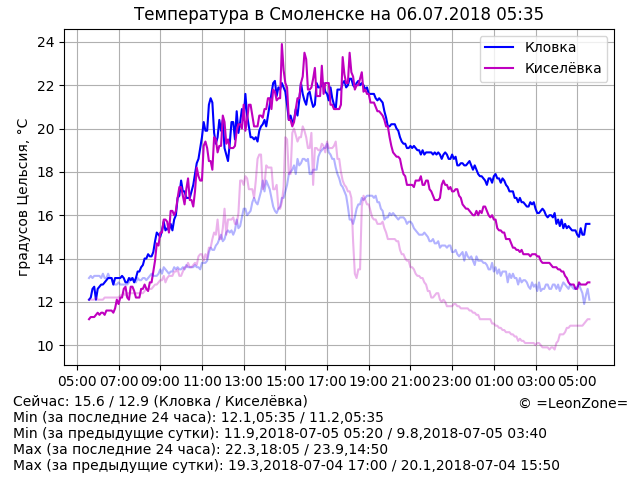 Температура в Смоленске на 06.07.2018 05:35
Кловка
Киселёвка
градусов Цельсия, °C
24
22
20
18
16
14
12
10
05:00 07:00 09:00 11:00 13:00 15:00 17:00 19:00 21:00 23:00 01:00 03:00 05:00
Сейчас: 15.6 / 12.9 (Кловка / Киселёвка)
© =LeonZone=
Min (за последние 24 часа): 12.1,05:35 / 11.2,05:35
Min (за предыдущие сутки): 11.9,2018-07-05 05:20 / 9.8,2018-07-05 03:40
Max (за последние 24 часа): 22.3,18:05 / 23.9,14:50
Max (за предыдущие сутки): 19.3,2018-07-04 17:00 / 20.1,2018-07-04 15:50